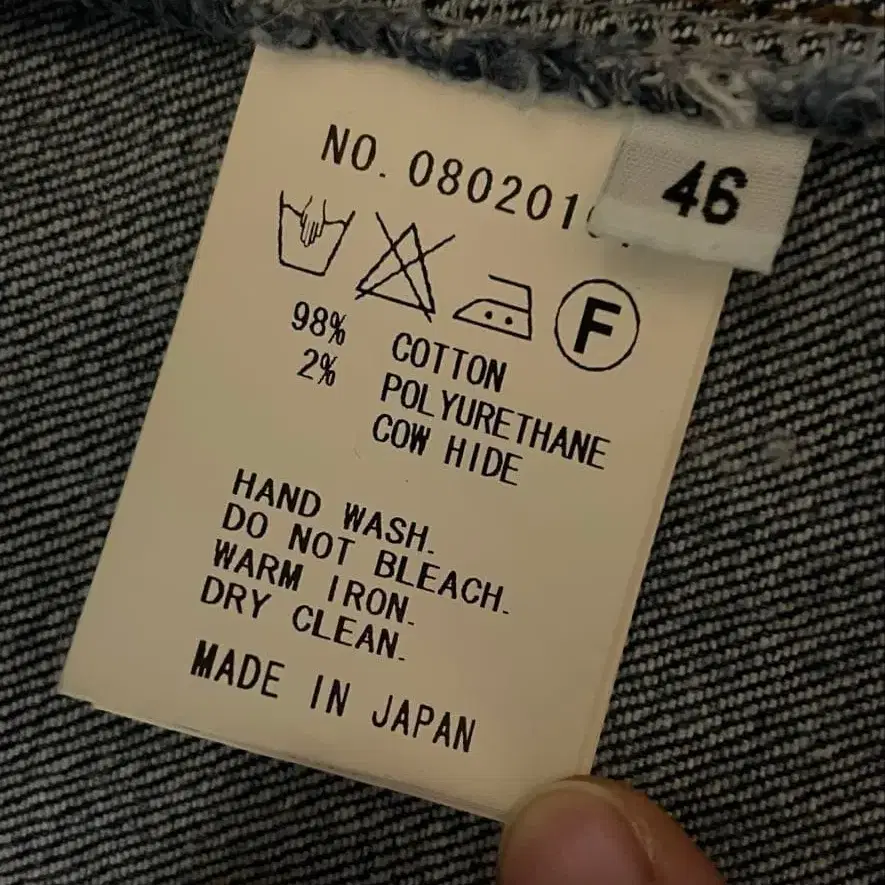 46
98% COTTON
2% POLYURETHANE
COW HIDE
HAND WASH.
DO NOT BLEACH.
WARM IRON.
DRY CLEAN.
MADE IN JAPAN
NO.
F